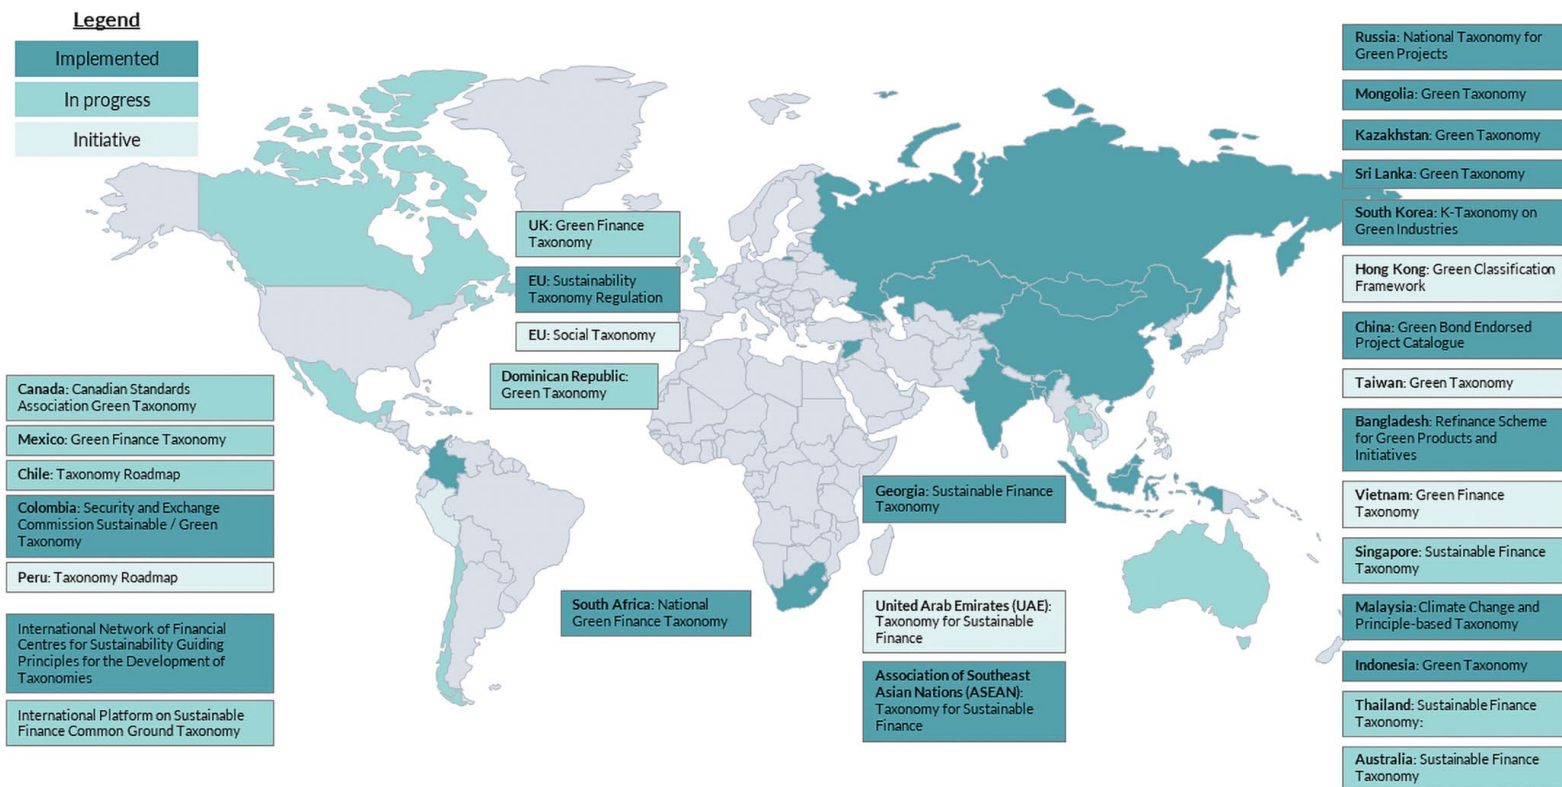 Legend
Implemented
In progress
Initiative
Canada: Canadian Standards
Association Green Taxonomy
Mexico: Green Finance Taxonomy
Chile: Taxonomy Roadmap
Colombia: Security and Exchange
Commission Sustainable / Green
Taxonomy
Peru: Taxonomy Roadmap
International Network of Financial
Centres for Sustainability Guiding
Principles for the Development of
Taxonomies
International Platform on Sustainable
Finance Common Ground Taxonomy
UK: Green Finance
Taxonomy
EU: Sustainability
Taxonomy Regulation
EU: Social Taxonomy
Dominican Republic:
Green Taxonomy
South Africa: National
Green Finance Taxonomy
Georgia: Sustainable Finance
Taxonomy
United Arab Emirates (UAE):
Taxonomy for Sustainable
Finance
Association of Southeast
Asian Nations (ASEAN):
Taxonomy for Sustainable
Finance
Russia: National Taxonomy for
Green Projects
Mongolia: Green Taxonomy
Kazakhstan: Green Taxonomy
Sri Lanka: Green Taxonomy
South Korea: K-Taxonomy on
Green Industries
Hong Kong: Green Classification
Framework
China: Green Bond Endorsed
Project Catalogue
Taiwan: Green Taxonomy
Bangladesh: Refinance Scheme
for Green Products and
Initiatives
Vietnam: Green Finance
Taxonomy
Singapore: Sustainable Finance
Taxonomy
Malaysia: Climate Change and
Principle-based Taxonomy
Indonesia: Green Taxonomy
Thailand: Sustainable Finance
Taxonomy:
Australia: Sustainable Finance
Taxonomy